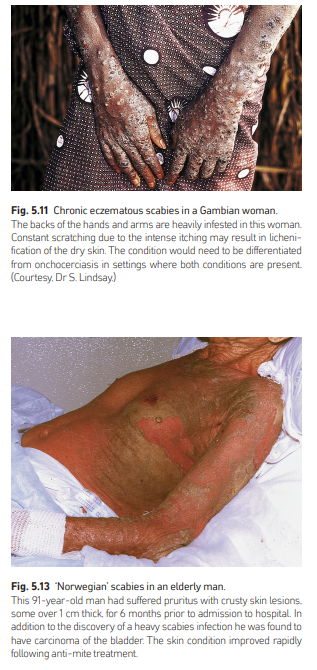 Fig. 5.11 Chronic eczematous scabies in a Gambian woman.
The backs of the hands and arms are heavily infested in this woman.
Constant scratching due to the intense itching may result in licheni-
fication of the dry skin. The condition would need to be differentiated
from onchocerciasis in settings where both conditions are present.
(Courtesy, Dr S. Lindsay.)
Fig. 5.13 'Norwegian' scabies in an elderly man.
This 91-year-old man had suffered pruritus with crusty skin lesions,
some over 1 cm thick, for 6 months prior to admission to hospital. In
addition to the discovery of a heavy scabies infection he was found to
have carcinoma of the bladder. The skin condition improved rapidly
following anti-mite treatment.